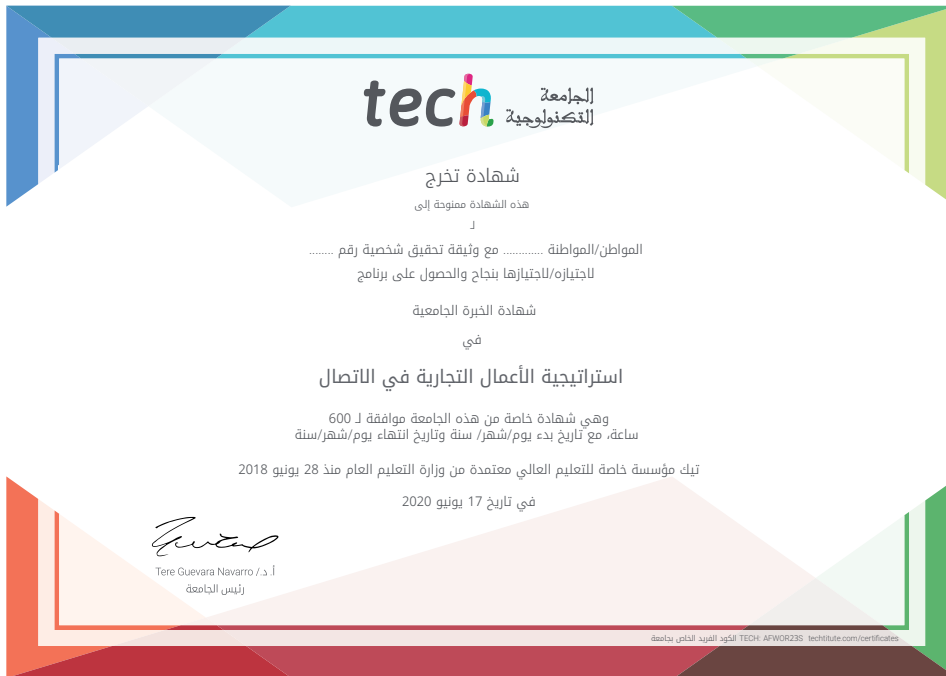 tech الجامعة
التكنولوجية
شهادة تخرج
هذه الشهادة ممنوحة إلى
لـ
المواطن/المواطنة ............. مع وثيقة تحقيق شخصية رقم ........
لاجتيازه/لاجتيازها بنجاح والحصول على برنامج
شهادة الخبرة الجامعية
في
استراتيجية الأعمال التجارية في الاتصال
وهي شهادة خاصة من هذه الجامعة موافقة لـ 600
ساعة، مع تاريخ بدء يوم/شهر/ سنة وتاريخ انتهاء يوم/شهر/سنة
تيك مؤسسة خاصة للتعليم العالي معتمدة من وزارة التعليم العام منذ 28 يونيو 2018
في تاريخ 17 يونيو 2020
أ. د./ Tere Guevara Navarro
رئيس الجامعة
الكود الفريد الخاص بجامعة TECH: AFWOR23S techtitute.com/certificates